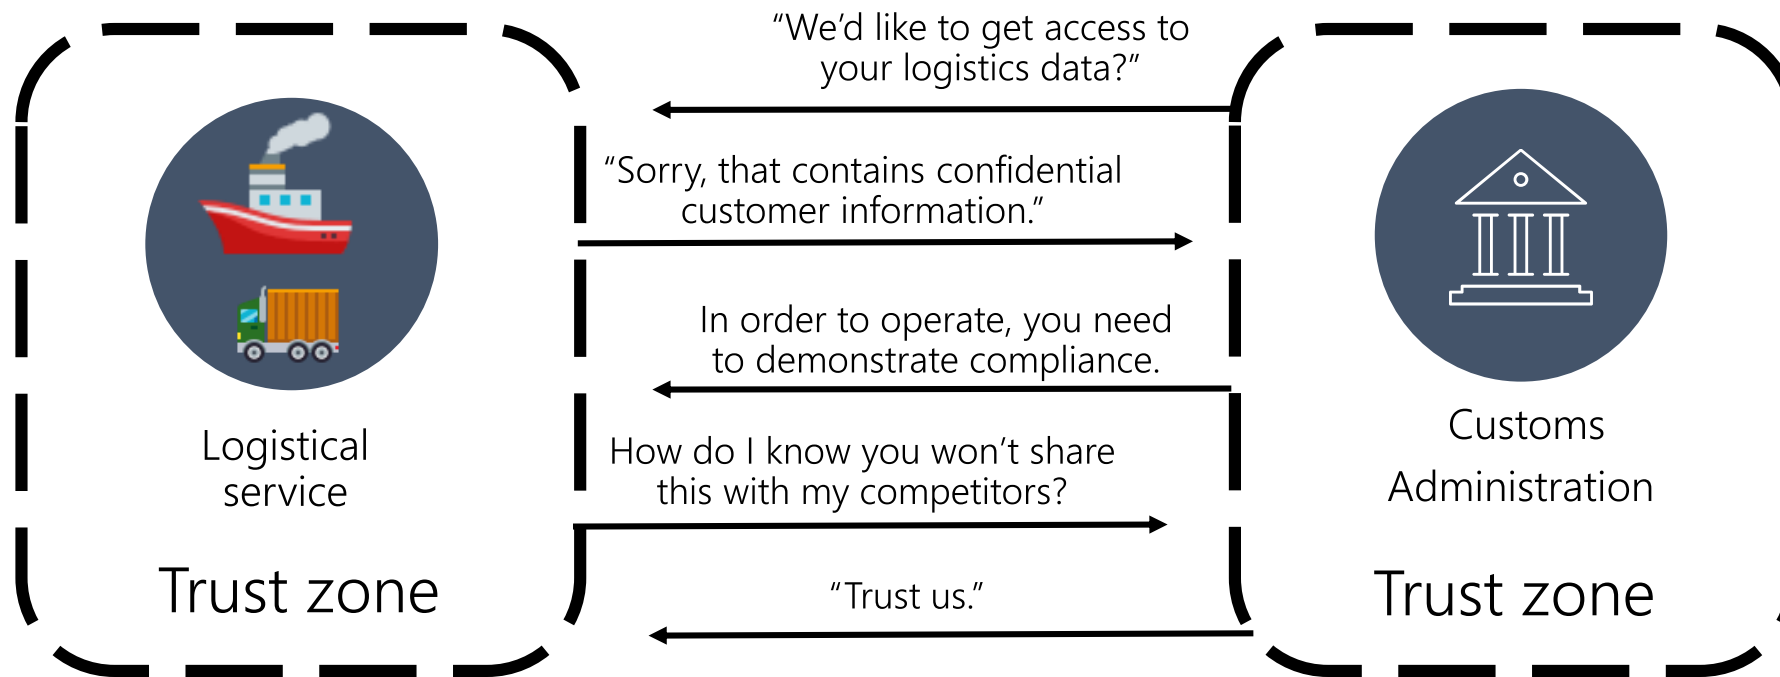 “We’d like to get access to
your logistics data?”
“Sorry, that contains confidential
customer information.”
In order to operate, you need
to demonstrate compliance.
How do I know you won’t share
this with my competitors?
“Trust us.”
Logistical
service
Trust zone
Customs
Administration
Trust zone